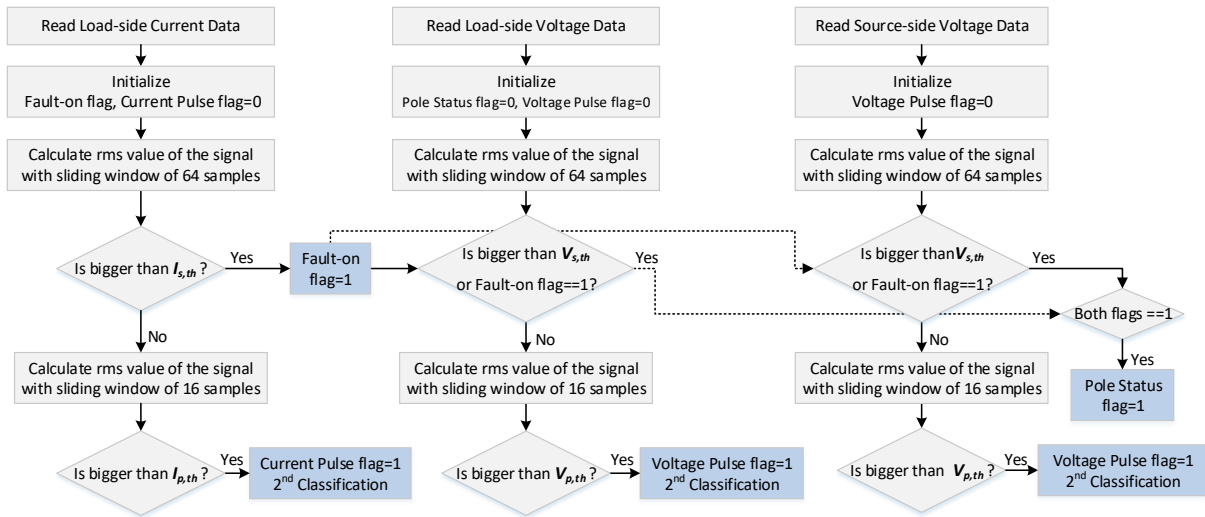 Read Load-side Current Data
Read Load-side Voltage Data
Read Source-side Voltage Data
Initialize
Fault-on flag, Current Pulse flag=0
Initialize
Pole Status flag=0, Voltage Pulse flag=0
Initialize
Voltage Pulse flag=0
Calculate rms value of the signal
with sliding window of 64 samples
Calculate rms value of the signal
with sliding window of 64 samples
Calculate rms value of the signal
with sliding window of 64 samples
Is bigger than I_{s,th} ?
Yes
Fault-on
flag=1
Is bigger than V_{s,th}
or Fault-on flag==1?
Yes
Is bigger thanV_{s,th}
or Fault-on flag==1?
Yes
Both flags ==1
No
No
No
Yes
Calculate rms value of the signal
with sliding window of 16 samples
Calculate rms value of the signal
with sliding window of 16 samples
Calculate rms value of the signal
with sliding window of 16 samples
Pole Status
flag=1
Is bigger than I_{p,th} ?
Yes
Current Pulse flag=1
2nd Classification
Is bigger than V_{p,th} ?
Yes
Voltage Pulse flag=1
2nd Classification
Is bigger than V_{p,th} ?
Yes
Voltage Pulse flag=1
2nd Classification